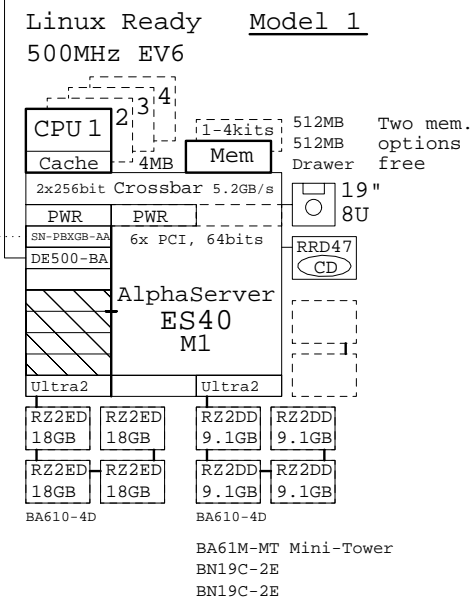 Linux Ready Model 1
500MHz EV6
4
3
2
CPU 1
Cache
4MB
1-4kits
Mem
512MB
512MB
Drawer
Two mem.
options
free
2x256bit Crossbar 5.2GB/s
19"
8U
PWR
PWR
SN-PBXGB-AA
6x PCI, 64bits
DE500-BA
RRD47
CD
AlphaServer
ES40
M1
Ultra2
Ultra2
RZ2ED
18GB
RZ2ED
18GB
RZ2DD
9.1GB
RZ2DD
9.1GB
RZ2ED
18GB
RZ2ED
18GB
RZ2DD
9.1GB
RZ2DD
9.1GB
BA610-4D
BA610-4D
BA61M-MT Mini-Tower
BN19C-2E
BN19C-2E